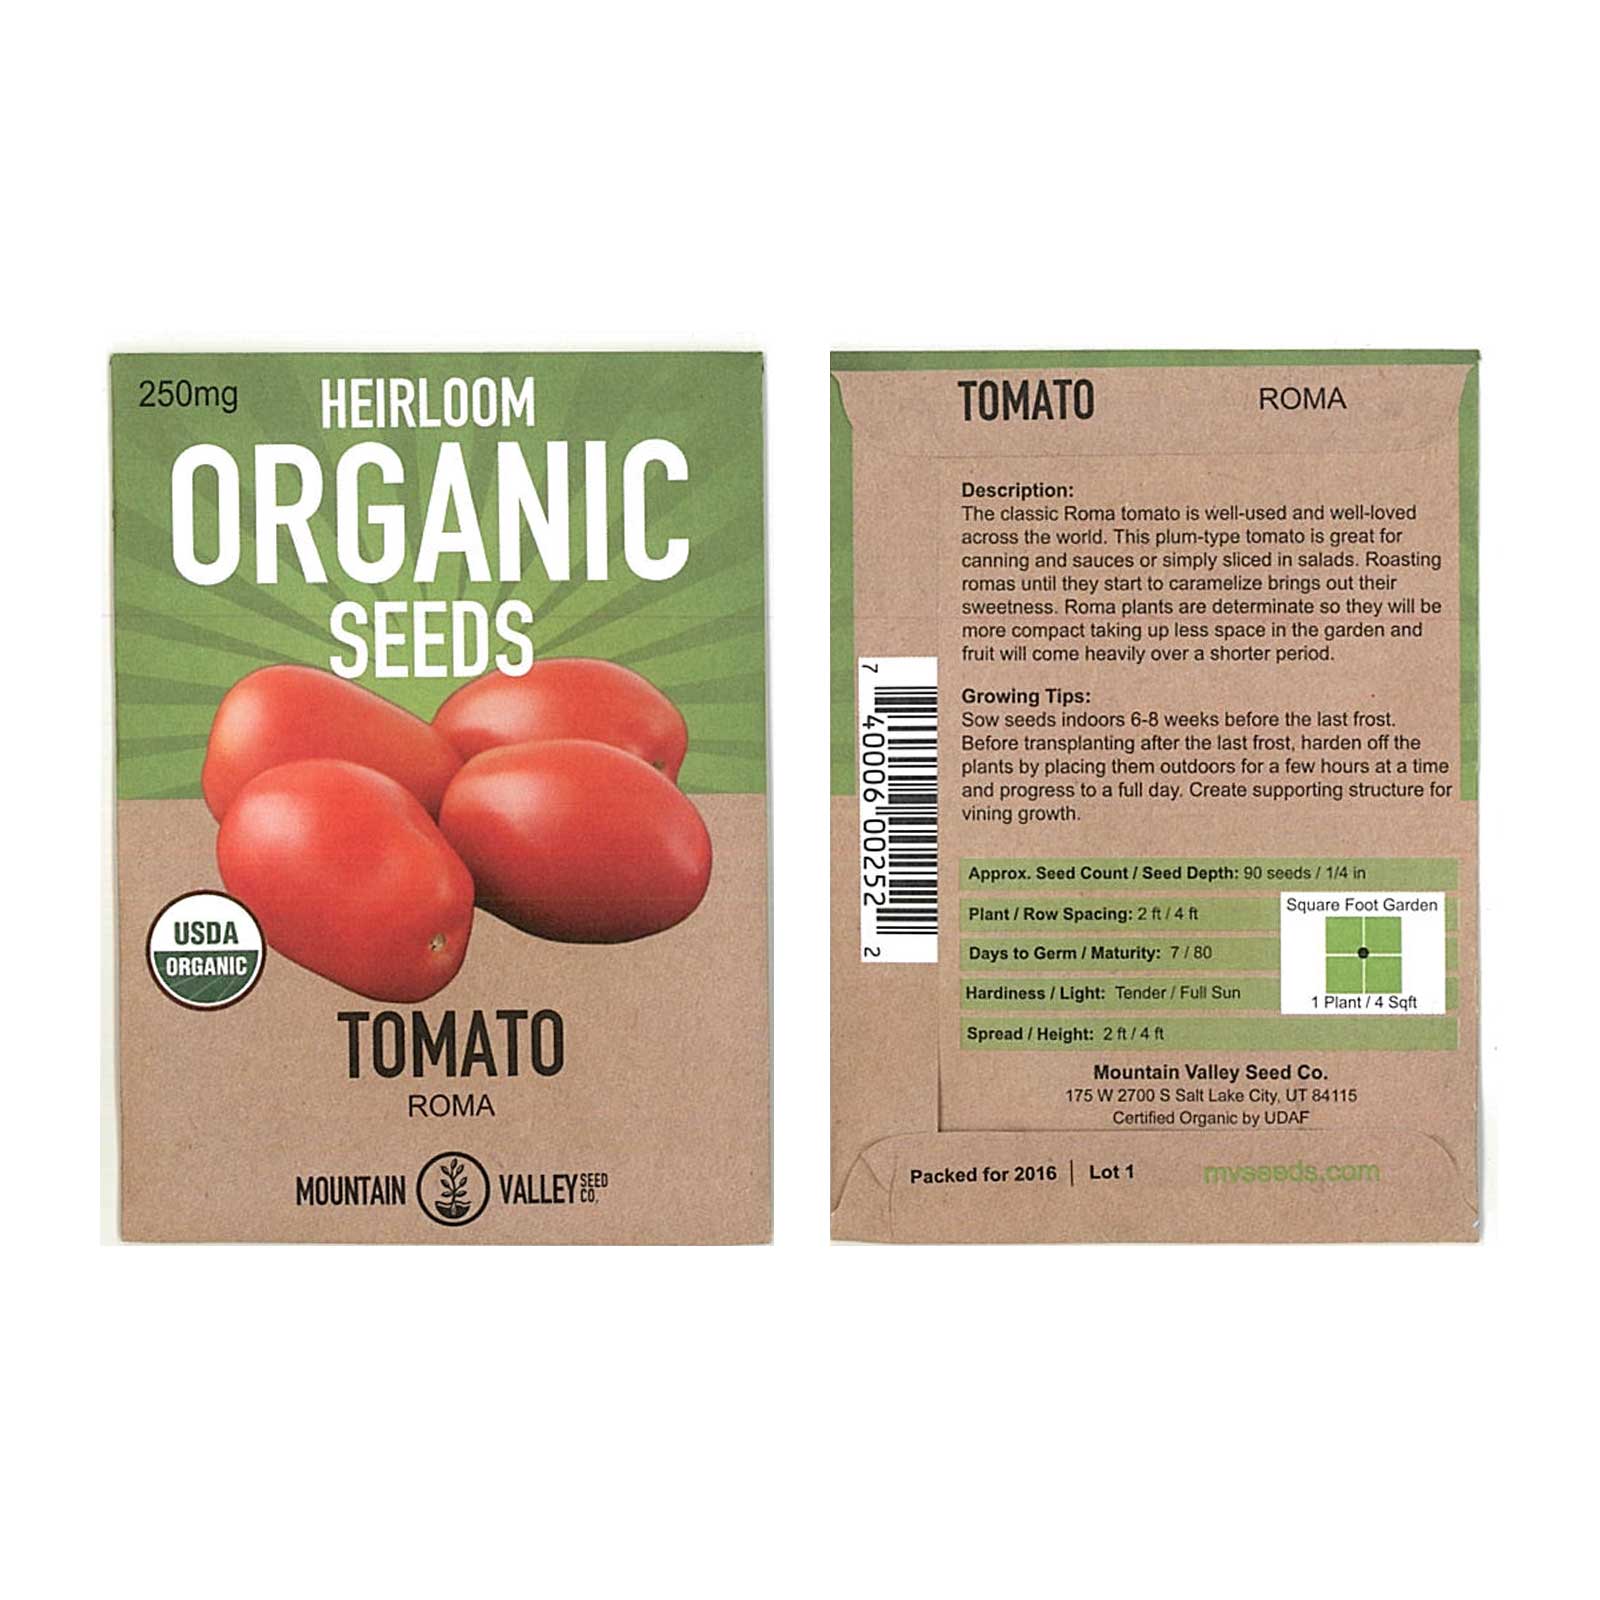 250mg
HEIRLOOM
ORGANIC
SEEDS
USDA
ORGANIC
TOMATO
ROMA
MOUNTAIN VALLEY SEED CO.
TOMATO ROMA
Description:
The classic Roma tomato is well-used and well-loved
across the world. This plum-type tomato is great for
canning and sauces or simply sliced in salads. Roasting
romas until they start to caramelize brings out their
sweetness. Roma plants are determinate so they will be
more compact taking up less space in the garden and
fruit will come heavily over a shorter period.
Growing Tips:
Sow seeds indoors 6-8 weeks before the last frost.
Before transplanting after the last frost, harden off the
plants by placing them outdoors for a few hours at a time
and progress to a full day. Create supporting structure for
vining growth.
7 40006 00252 2
Approx. Seed Count / Seed Depth: 90 seeds / 1/4 in
Plant / Row Spacing: 2 ft / 4 ft
Days to Germ / Maturity: 7 / 80
Hardiness / Light: Tender / Full Sun
Spread / Height: 2 ft / 4 ft
Square Foot Garden
1 Plant / 4 Sqft
Mountain Valley Seed Co.
175 W 2700 S Salt Lake City, UT 84115
Certified Organic by UDAF
Packed for 2016 | Lot 1
mvseeds.com